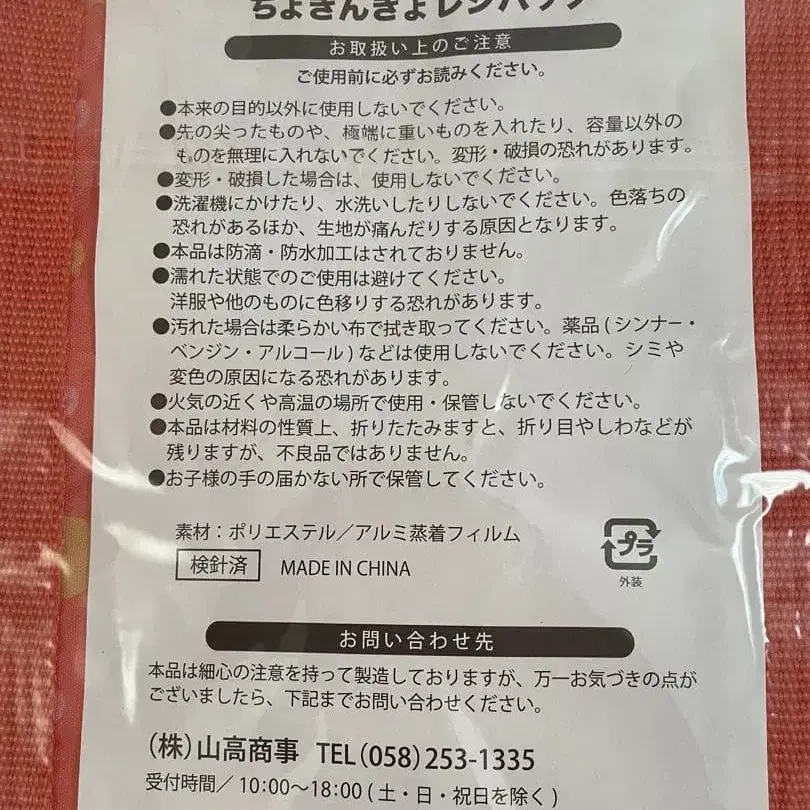 ちょきんぎょレジバッグ
お取扱い上のご注意
ご使用前に必ずお読みください。
●本来の目的以外に使用しないでください。
●先の尖ったものや、極端に重いものを入れたり、容量以外の
ものを無理に入れないでください。変形・破損の恐れがあります。
●変形・破損した場合は、使用しないでください。
●洗濯機にかけたり、水洗いしたりしないでください。色落ちの
恐れがあるほか、生地が痛んだりする原因となります。
●本品は防滴・防水加工はされておりません。
●濡れた状態でのご使用は避けてください。
洋服や他のものに色移りする恐れがあります。
●汚れた場合は柔らかい布で拭き取ってください。薬品(シンナー・
ベンジン・アルコール)などは使用しないでください。シミや
変色の原因になる恐れがあります。
●火気の近くや高温の場所で使用・保管しないでください。
●本品は材料の性質上、折りたたみますと、折り目やしわなどが
残りますが、不良品ではありません。
●お子様の手の届かない所で保管してください。
素材：ポリエステル／アルミ蒸着フィルム
検針済 MADE IN CHINA
プラ
外装
お問い合わせ先
本品は細心の注意を持って製造しておりますが、万一お気づきの点が
ございましたら、下記までお問い合わせください。
(株)山高商事 TEL(058)253-1335
受付時間／10:00〜18:00(土・日・祝日を除く)